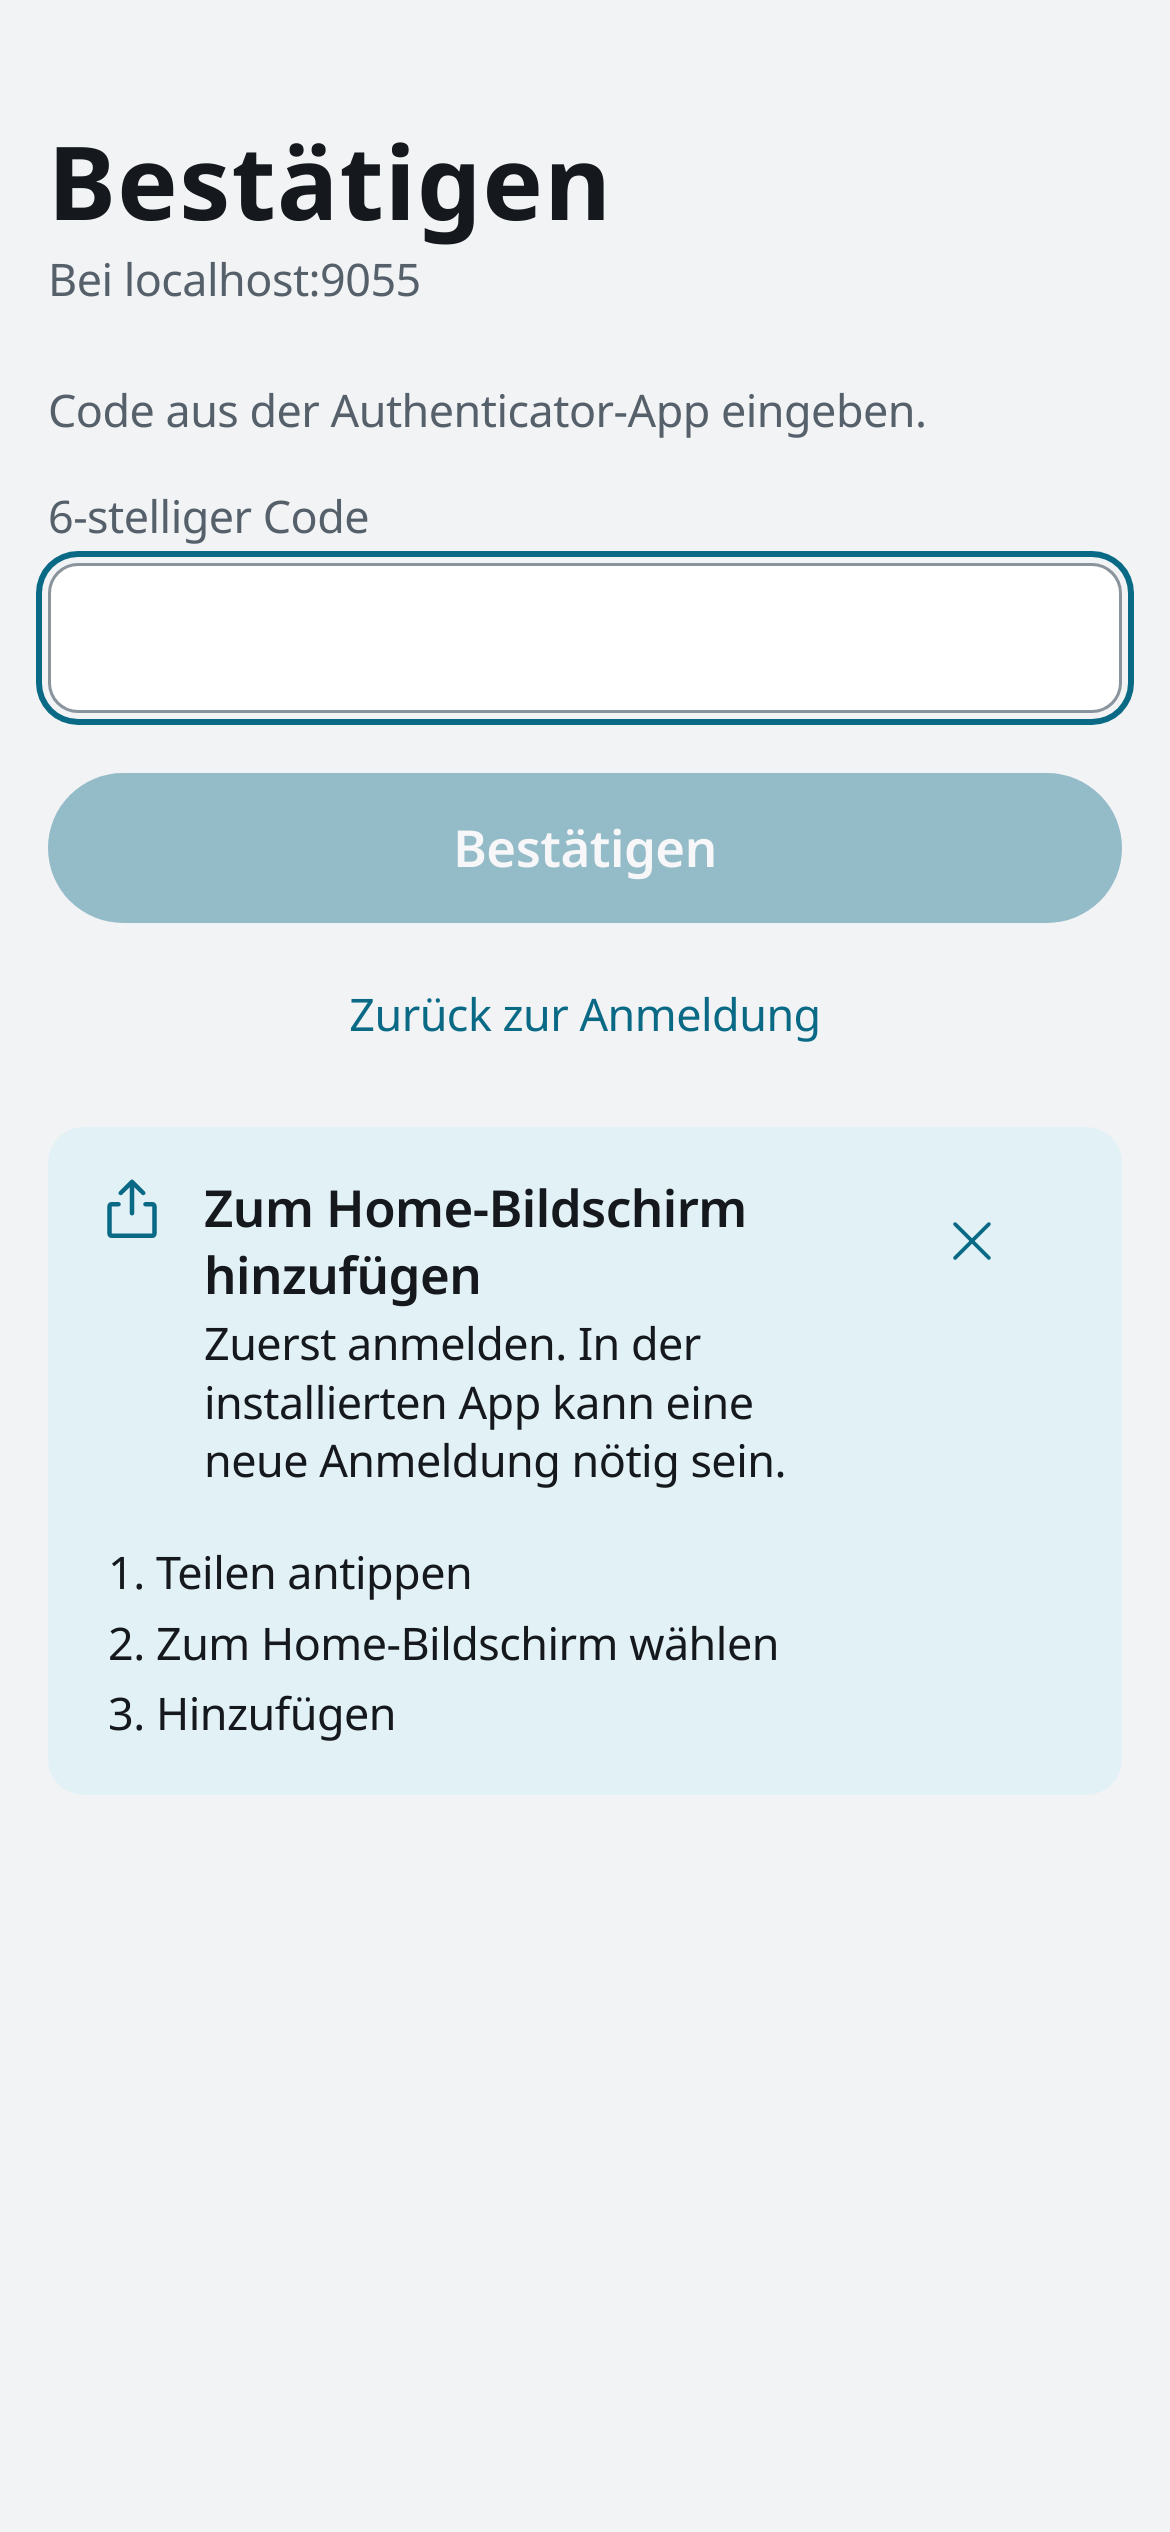 Bestätigen
Bei localhost:9055
Code aus der Authenticator-App eingeben.
6-stelliger Code
Bestätigen
Zurück zur Anmeldung
Zum Home-Bildschirm
hinzufügen
Zuerst anmelden. In der
installierten App kann eine
neue Anmeldung nötig sein.
1. Teilen antippen
2. Zum Home-Bildschirm wählen
3. Hinzufügen